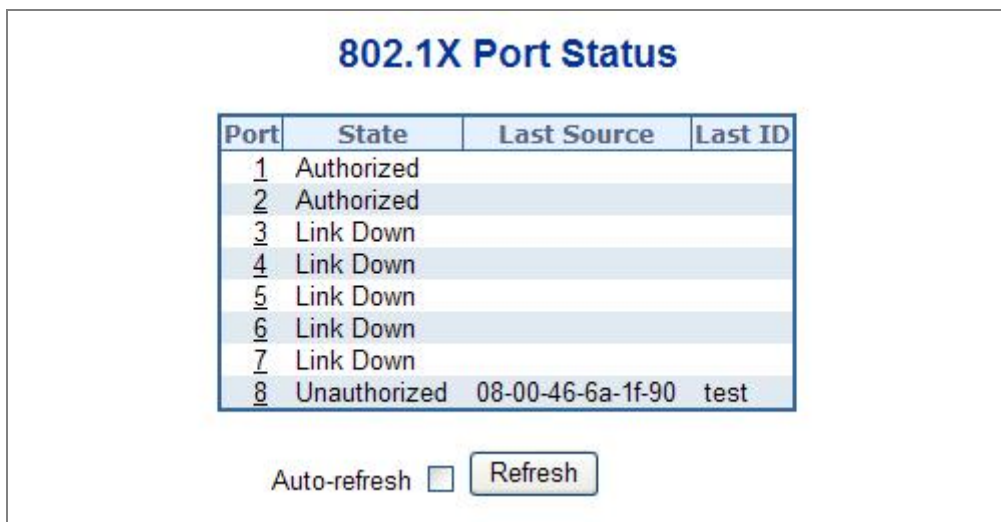 802.1X Port Status
Port State Last Source Last ID
1 Authorized
2 Authorized
3 Link Down
4 Link Down
5 Link Down
6 Link Down
7 Link Down
8 Unauthorized 08-00-46-6a-1f-90 test
Auto-refresh Refresh